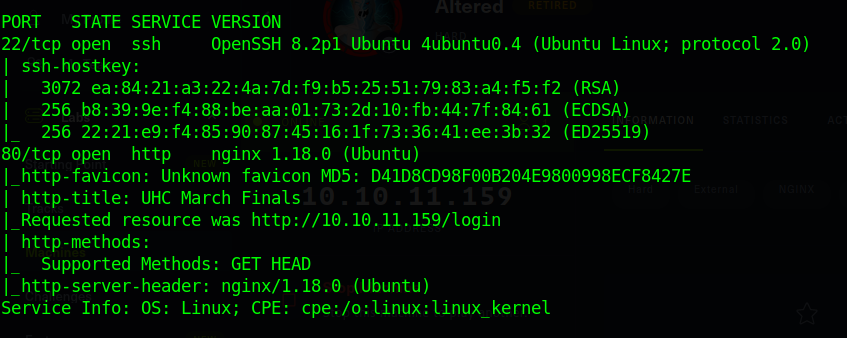 Altered RETIRED
PORT   STATE SERVICE VERSION
22/tcp open  ssh     OpenSSH 8.2p1 Ubuntu 4ubuntu0.4 (Ubuntu Linux; protocol 2.0)
| ssh-hostkey:
|   3072 ea:84:21:a3:22:4a:7d:f9:b5:25:51:79:83:a4:f5:f2 (RSA)
|   256 b8:39:9e:f4:88:be:aa:01:73:2d:10:fb:44:7f:84:61 (ECDSA)
|_  256 22:21:e9:f4:85:90:87:45:16:1f:73:36:41:ee:3b:32 (ED25519)
INFORMATION STATISTICS
80/tcp open  http    nginx 1.18.0 (Ubuntu)
|_http-favicon: Unknown favicon MD5: D41D8CD98F00B204E9800998ECF8427E
| http-title: UHC March Finals
10.10.11.159 External NGINX
|_Requested resource was http://10.10.11.159/login
| http-methods:
|_  Supported Methods: GET HEAD
|_http-server-header: nginx/1.18.0 (Ubuntu)
Service Info: OS: Linux; CPE: cpe:/o:linux:linux_kernel